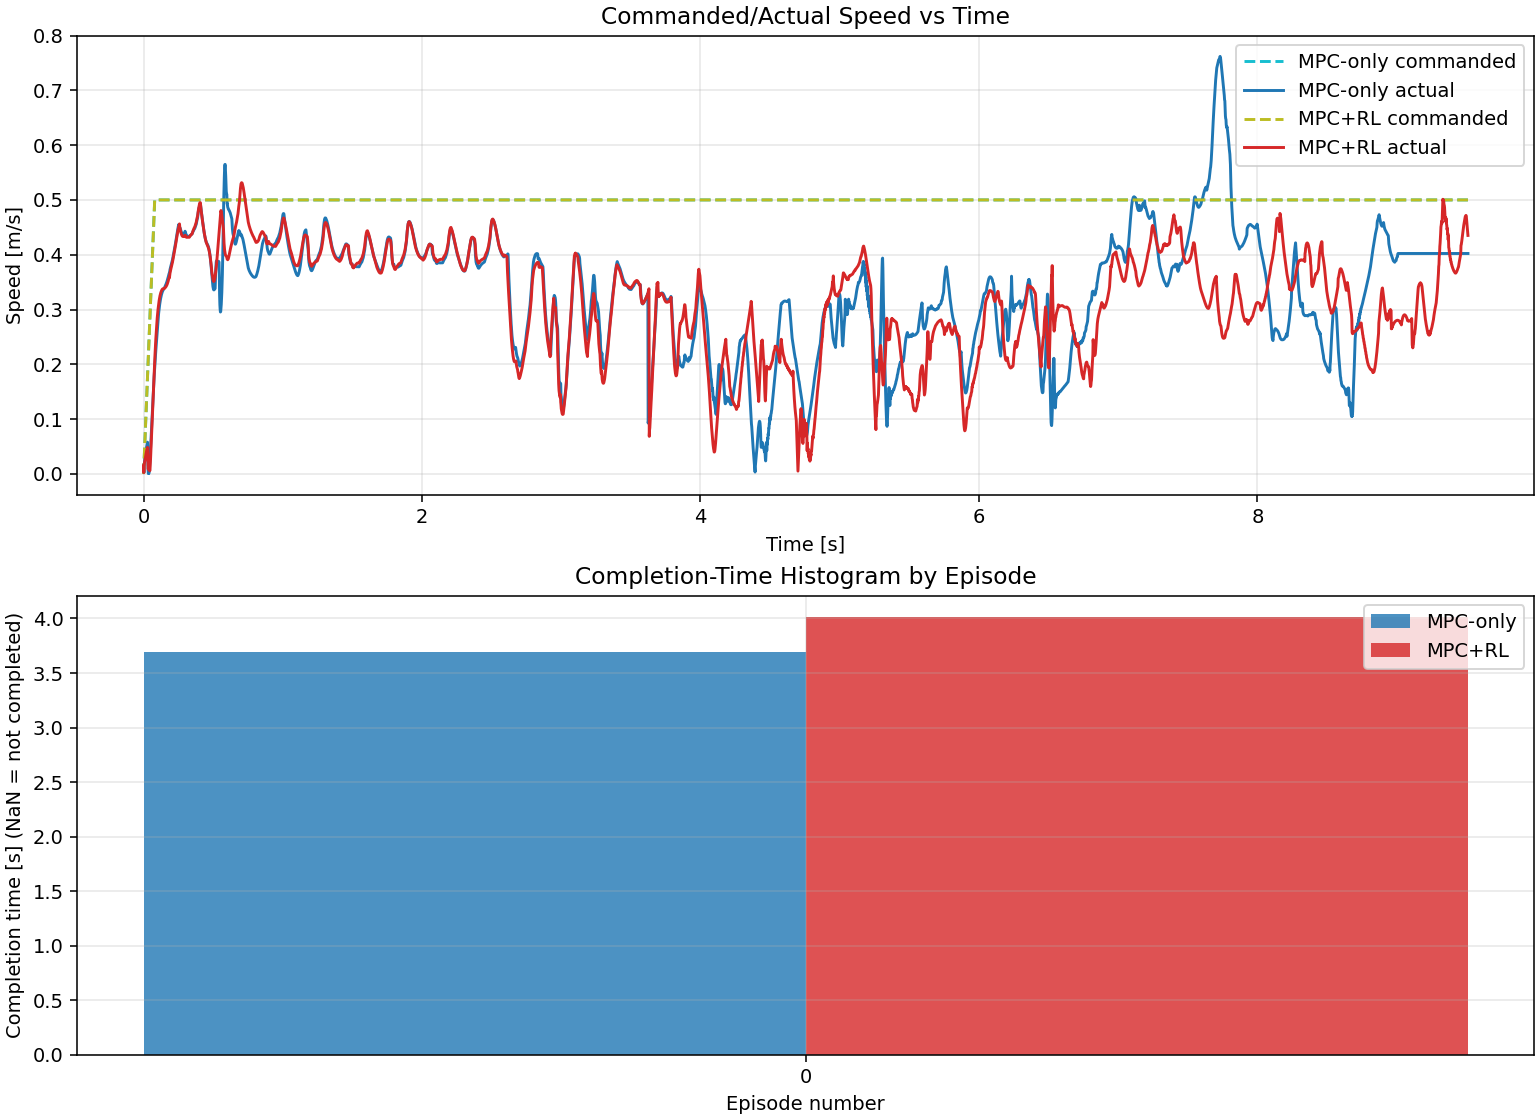 Commanded/Actual Speed vs Time
0.8
0.7
0.6
0.5
0.4
0.3
0.2
0.1
0.0
Speed [m/s]
MPC-only commanded
MPC-only actual
MPC+RL commanded
MPC+RL actual
0 2 4 6 8
Time [s]
Completion-Time Histogram by Episode
4.0
3.5
3.0
2.5
2.0
1.5
1.0
0.5
0.0
Completion time [s] (NaN = not completed)
MPC-only
MPC+RL
0
Episode number